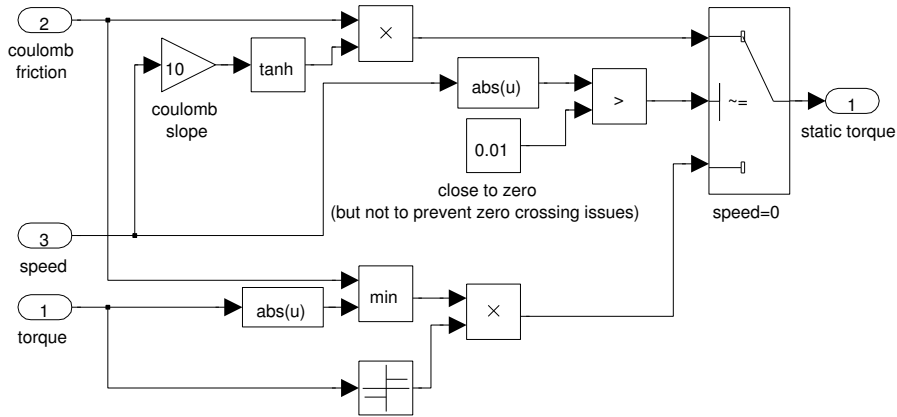 2
coulomb
friction
10
coulomb
slope
tanh
×
abs(u)
0.01
close to zero
(but not to prevent zero crossing issues)
>
~=
speed=0
1
static torque
3
speed
1
torque
abs(u)
min
×